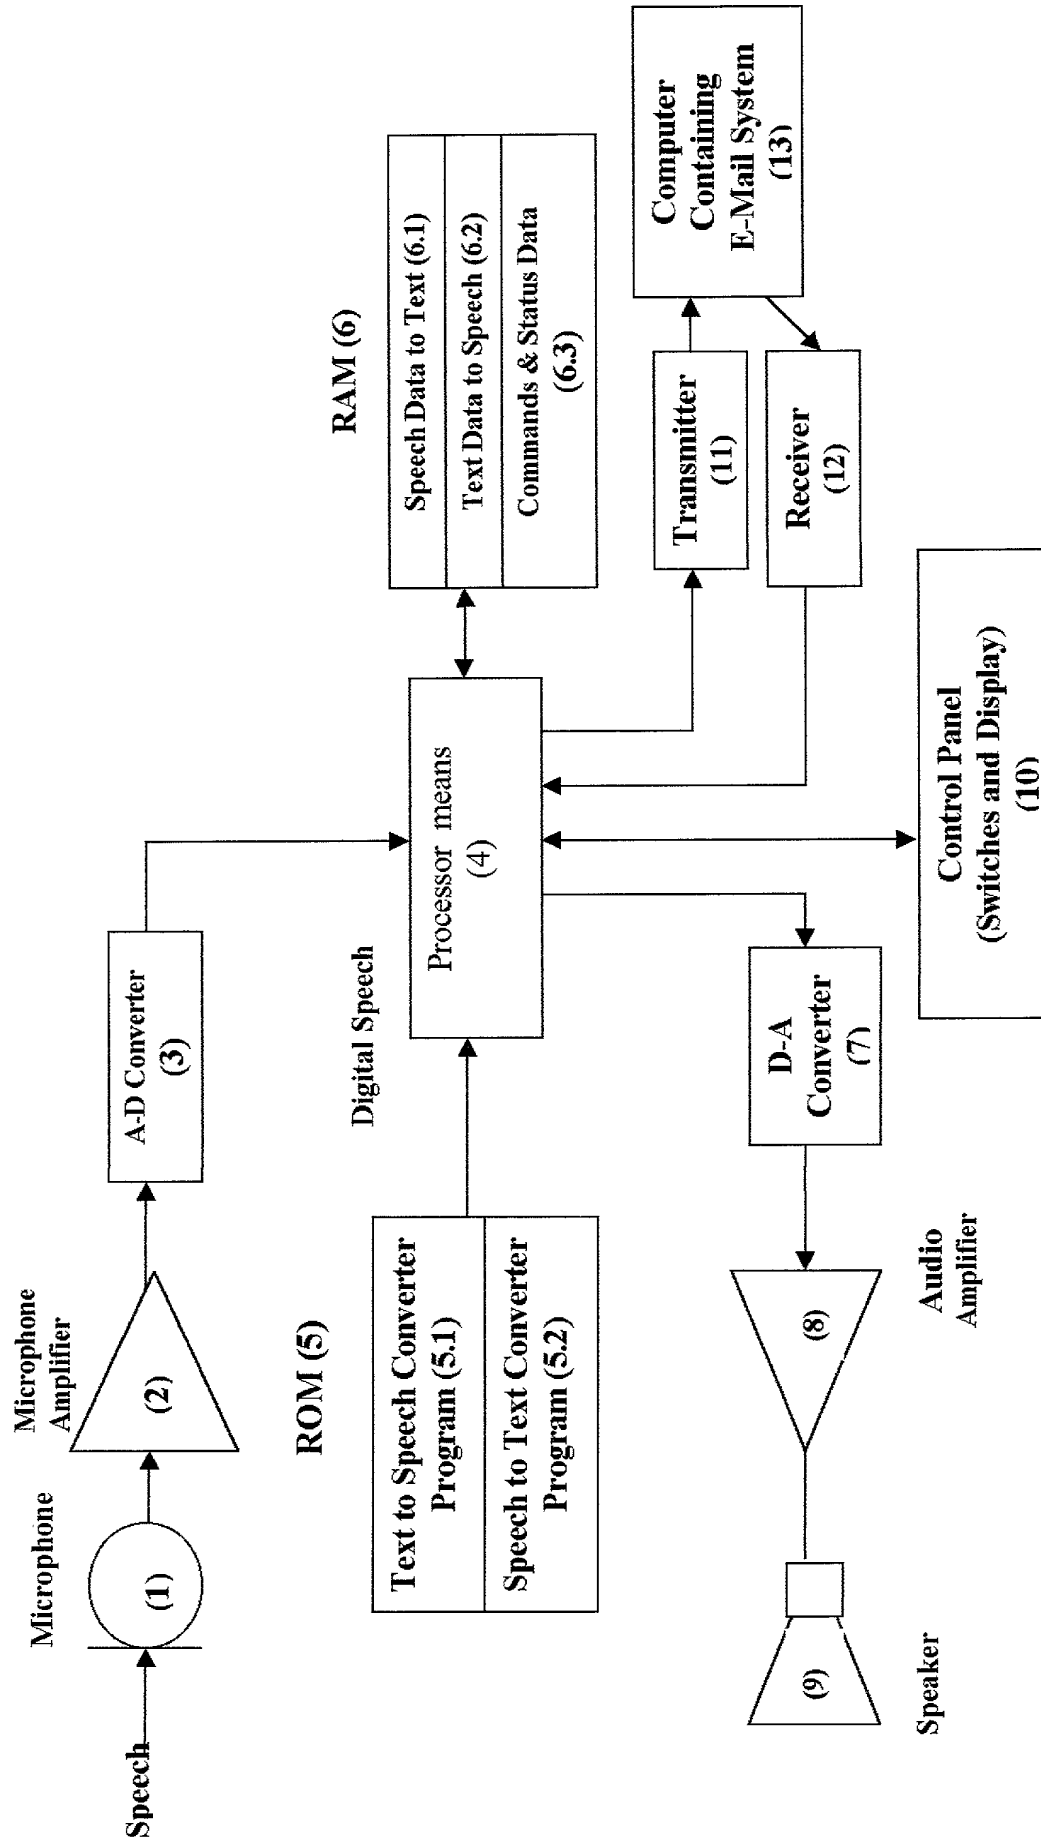 Speech
Microphone
(1)
Microphone
Amplifier
(2)
A-D Converter
(3)
ROM (5)
Text to Speech Converter
Program (5.1)
Speech to Text Converter
Program (5.2)
Digital Speech
Processor means
(4)
RAM (6)
Speech Data to Text (6.1)
Text Data to Speech (6.2)
Commands & Status Data
(6.3)
Transmitter
(11)
Receiver
(12)
Computer
Containing
E-Mail System
(13)
Speaker
(9)
(8)
Audio
Amplifier
D-A
Converter
(7)
Control Panel
(Switches and Display)
(10)